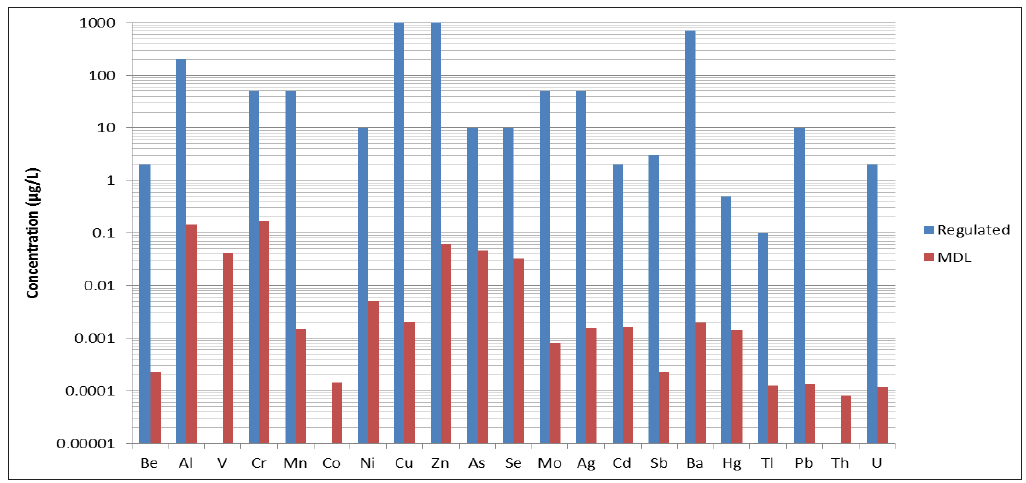 Concentration (µg/L)
1000
100
10
1
0.1
0.01
0.001
0.0001
0.00001
Be Al V Cr Mn Co Ni Cu Zn As Se Mo Ag Cd Sb Ba Hg Tl Pb Th U
Regulated
MDL